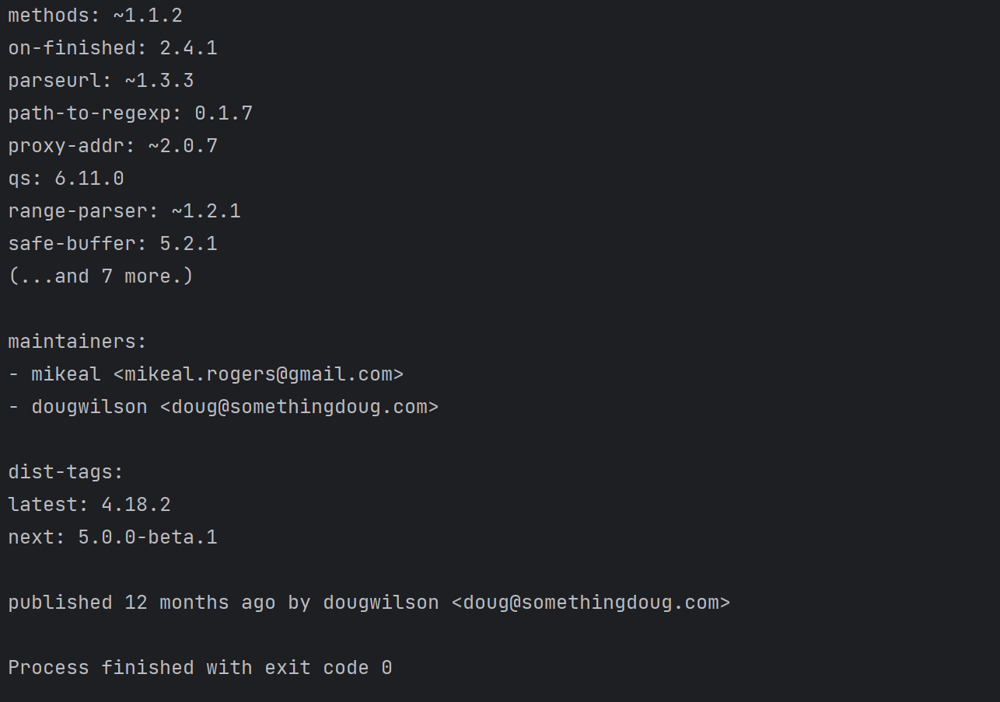 methods: ~1.1.2
on-finished: 2.4.1
parseurl: ~1.3.3
path-to-regexp: 0.1.7
proxy-addr: ~2.0.7
qs: 6.11.0
range-parser: ~1.2.1
safe-buffer: 5.2.1
(...and 7 more.)

maintainers:
- mikeal <mikeal.rogers@gmail.com>
- dougwilson <doug@somethingdoug.com>

dist-tags:
latest: 4.18.2
next: 5.0.0-beta.1

published 12 months ago by dougwilson <doug@somethingdoug.com>

Process finished with exit code 0